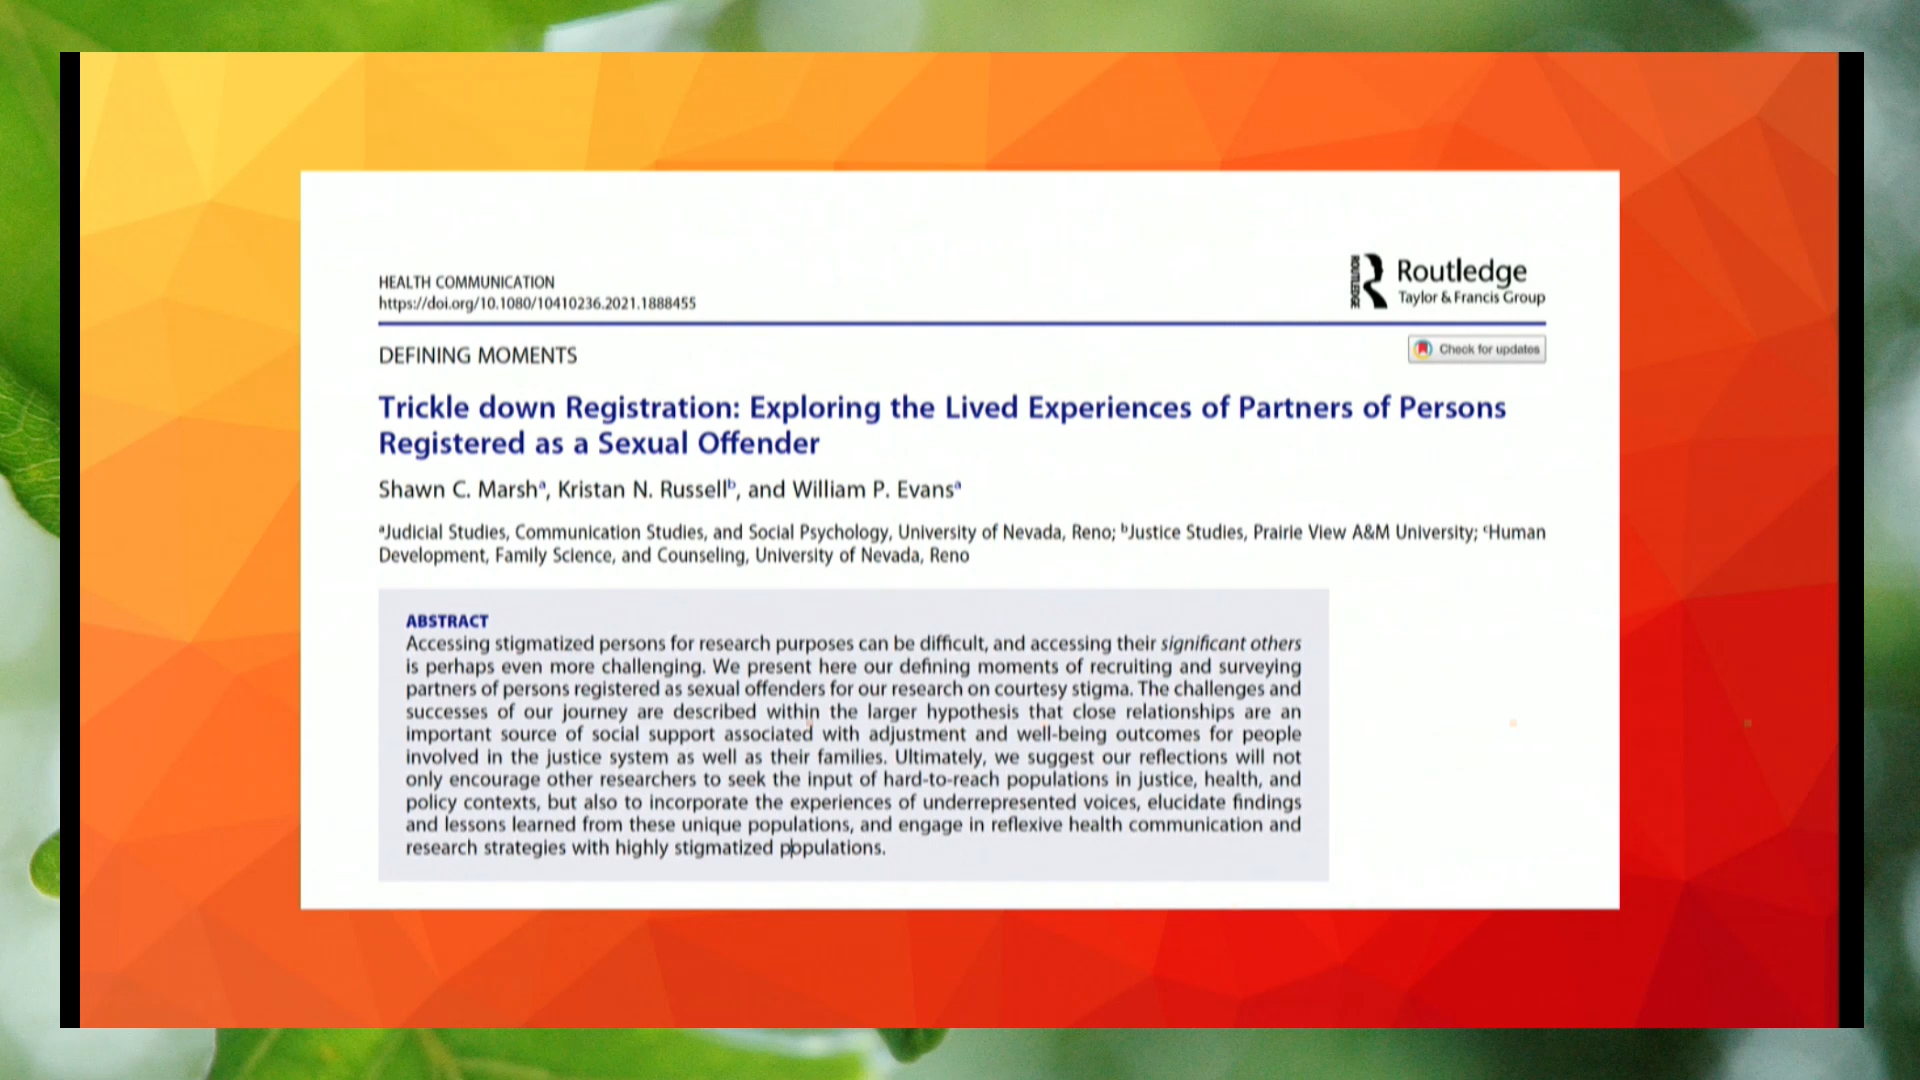 HEALTH COMMUNICATION
https://doi.org/10.1080/10410236.2021.1888455
ROUTLEDGE
Routledge
Taylor & Francis Group
DEFINING MOMENTS
Check for updates
Trickle down Registration: Exploring the Lived Experiences of Partners of Persons
Registered as a Sexual Offender
Shawn C. Marshᵃ, Kristan N. Russellᵇ, and William P. Evansᵃ
ᵃJudicial Studies, Communication Studies, and Social Psychology, University of Nevada, Reno; ᵇJustice Studies, Prairie View A&M University; ᶜHuman
Development, Family Science, and Counseling, University of Nevada, Reno
ABSTRACT
Accessing stigmatized persons for research purposes can be difficult, and accessing their significant others
is perhaps even more challenging. We present here our defining moments of recruiting and surveying
partners of persons registered as sexual offenders for our research on courtesy stigma. The challenges and
successes of our journey are described within the larger hypothesis that close relationships are an
important source of social support associated with adjustment and well-being outcomes for people
involved in the justice system as well as their families. Ultimately, we suggest our reflections will not
only encourage other researchers to seek the input of hard-to-reach populations in justice, health, and
policy contexts, but also to incorporate the experiences of underrepresented voices, elucidate findings
and lessons learned from these unique populations, and engage in reflexive health communication and
research strategies with highly stigmatized populations.